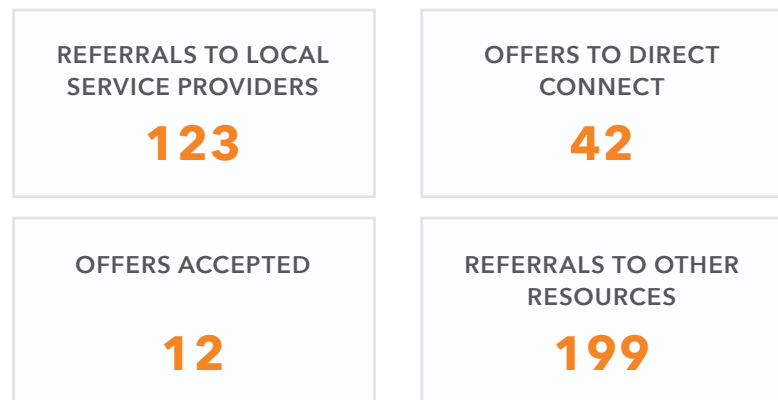 REFERRALS TO LOCAL
SERVICE PROVIDERS
123
OFFERS TO DIRECT
CONNECT
42
OFFERS ACCEPTED
12
REFERRALS TO OTHER
RESOURCES
199